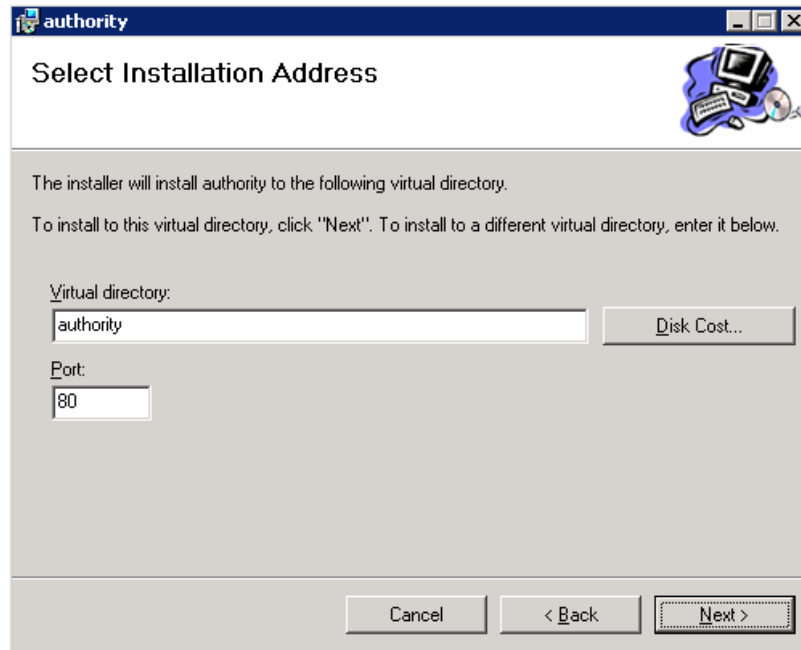 authority
Select Installation Address
The installer will install authority to the following virtual directory.
To install to this virtual directory, click "Next". To install to a different virtual directory, enter it below.
Virtual directory:
authority
Disk Cost...
Port:
80
Cancel
< Back
Next >